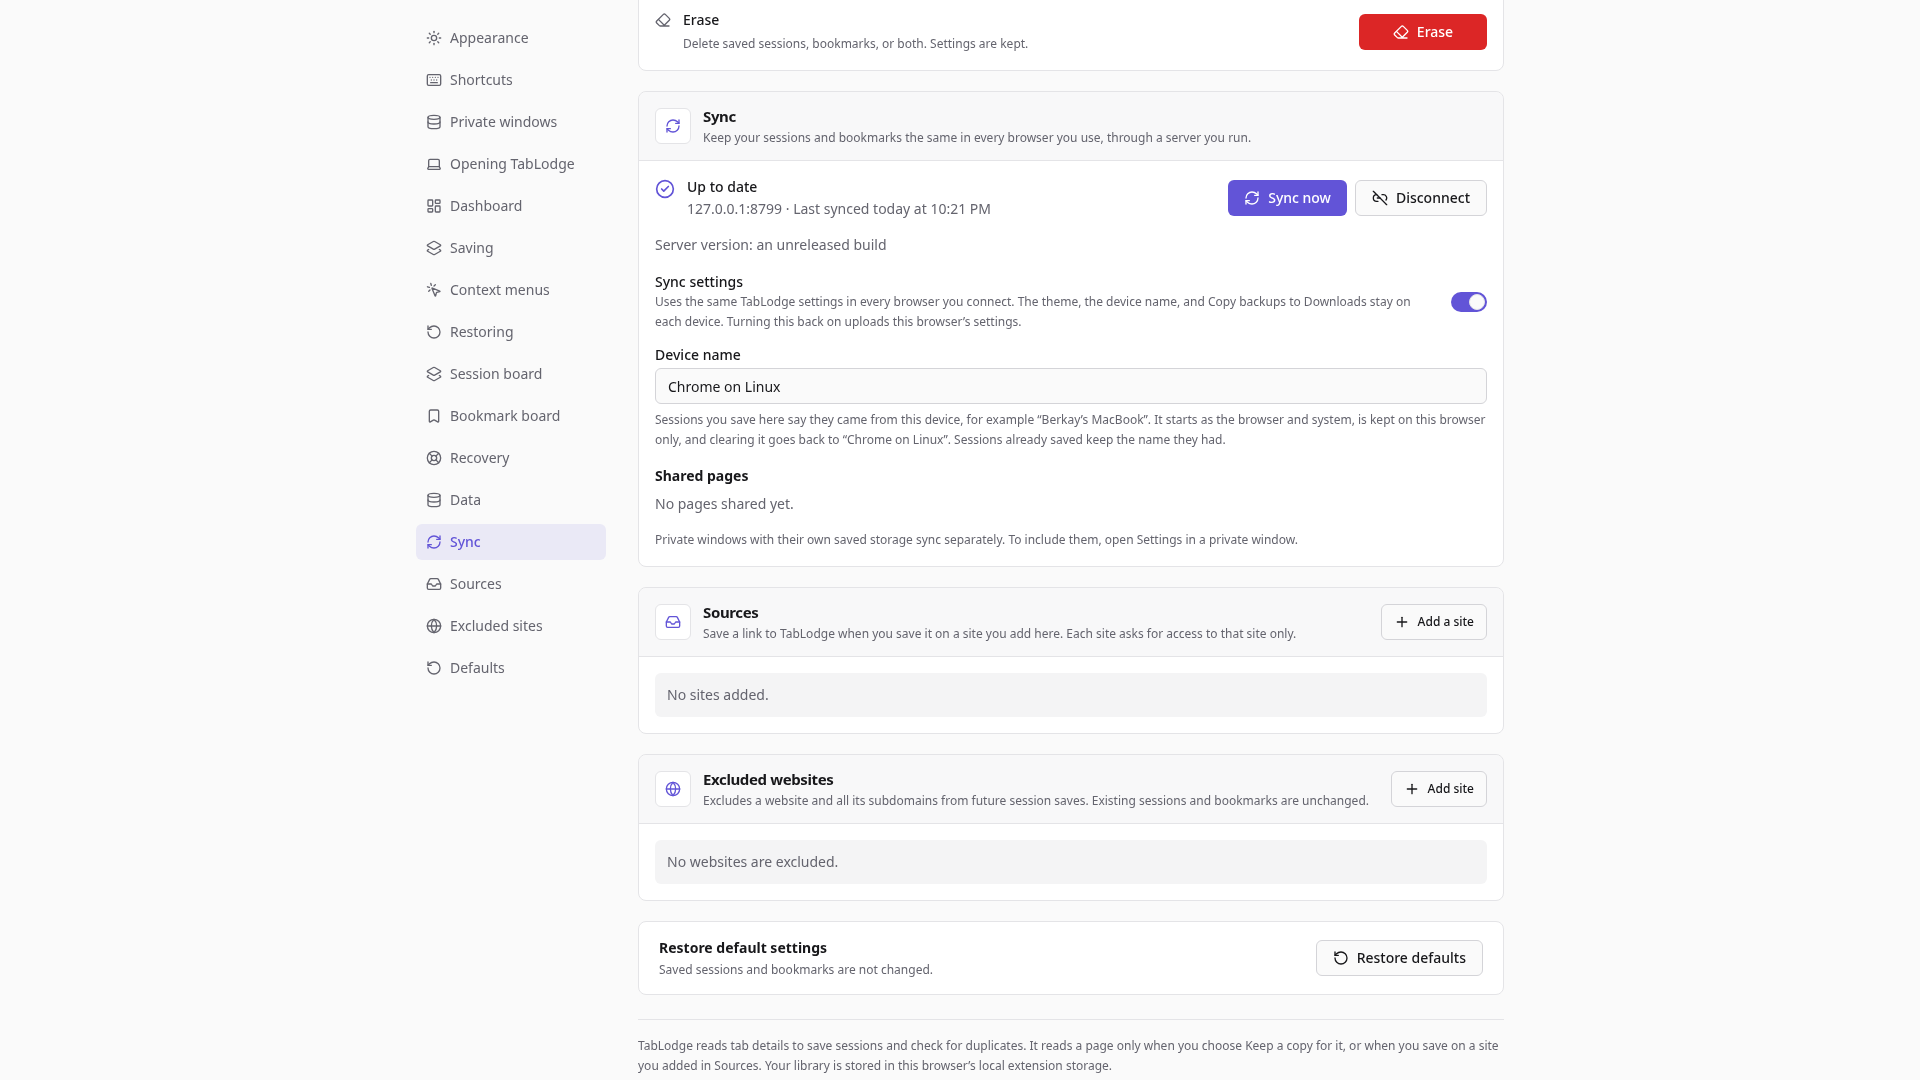 Appearance
Shortcuts
Private windows
Opening TabLodge
Dashboard
Saving
Context menus
Restoring
Session board
Bookmark board
Recovery
Data
Sync
Sources
Excluded sites
Defaults
Erase
Delete saved sessions, bookmarks, or both. Settings are kept.
Erase
Sync
Keep your sessions and bookmarks the same in every browser you use, through a server you run.
Up to date
127.0.0.1:8799 · Last synced today at 10:21 PM
Sync now
Disconnect
Server version: an unreleased build
Sync settings
Uses the same TabLodge settings in every browser you connect. The theme, the device name, and Copy backups to Downloads stay on
each device. Turning this back on uploads this browser’s settings.
Device name
Chrome on Linux
Sessions you save here say they came from this device, for example “Berkay’s MacBook”. It starts as the browser and system, is kept on this browser
only, and clearing it goes back to “Chrome on Linux”. Sessions already saved keep the name they had.
Shared pages
No pages shared yet.
Private windows with their own saved storage sync separately. To include them, open Settings in a private window.
Sources
Save a link to TabLodge when you save it on a site you add here. Each site asks for access to that site only.
Add a site
No sites added.
Excluded websites
Excludes a website and all its subdomains from future session saves. Existing sessions and bookmarks are unchanged.
Add site
No websites are excluded.
Restore default settings
Saved sessions and bookmarks are not changed.
Restore defaults
TabLodge reads tab details to save sessions and check for duplicates. It reads a page only when you choose Keep a copy for it, or when you save on a site
you added in Sources. Your library is stored in this browser’s local extension storage.